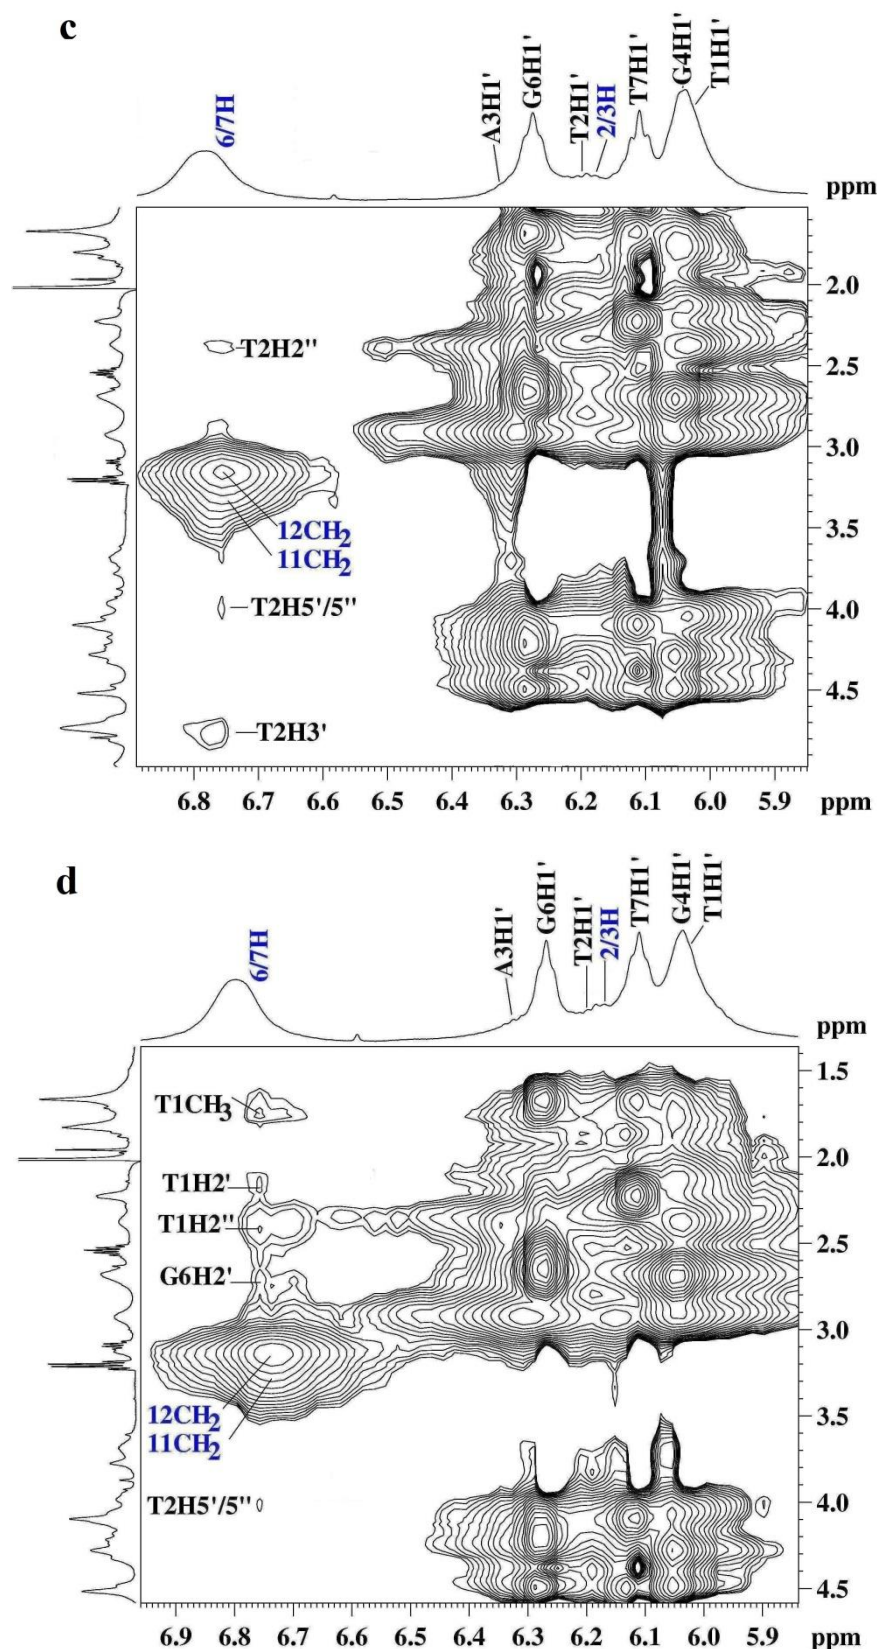 c
6/7H A3H1' G6H1' T2H1' 2/3H T7H1' G4H1' T1H1'
ppm
2.0
T2H2"
2.5
3.0
12CH2
3.5
11CH2
T2H5'/5"
4.0
4.5
T2H3'
6.8 6.7 6.6 6.5 6.4 6.3 6.2 6.1 6.0 5.9 ppm
d
6/7H A3H1' G6H1' T2H1' 2/3H T7H1' G4H1' T1H1'
ppm
1.5
T1CH3
2.0
T1H2'
T1H2"
2.5
G6H2'
3.0
12CH2
3.5
11CH2
T2H5'/5"
4.0
4.5
6.9 6.8 6.7 6.6 6.5 6.4 6.3 6.2 6.1 6.0 5.9 ppm